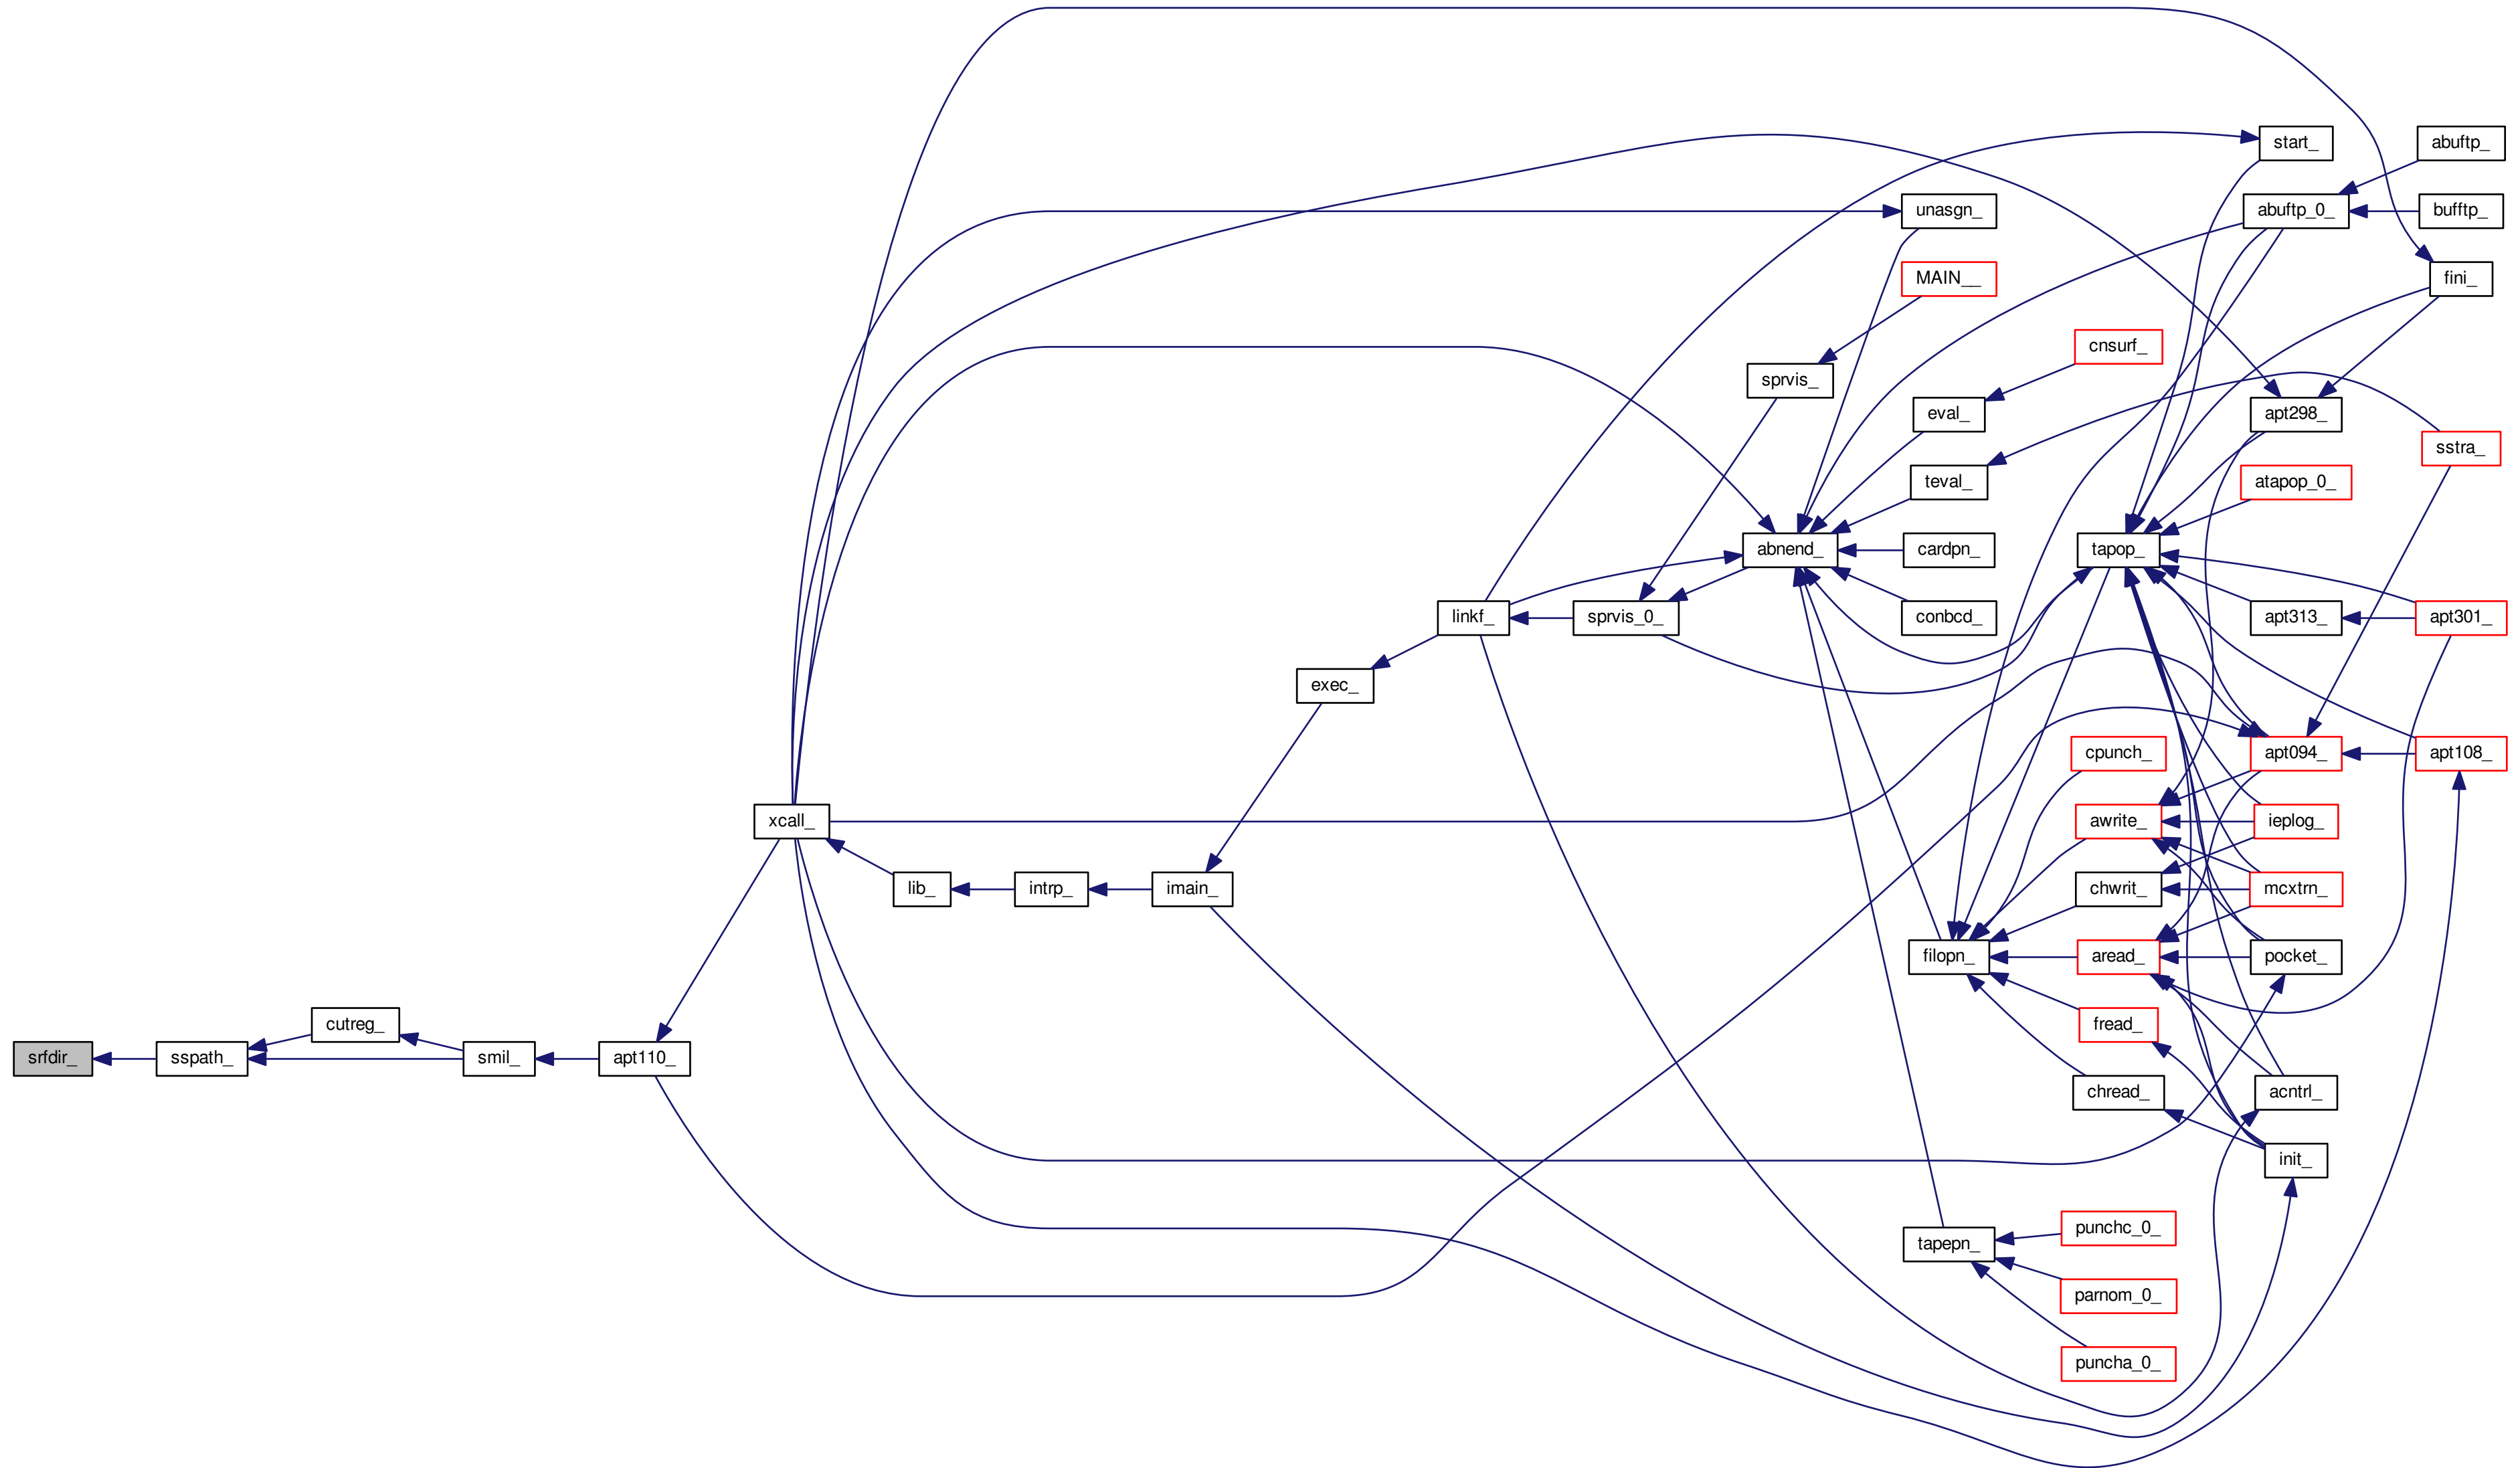 srfdir_
sspath_
cutreg_
smil_
apt110_
xcall_
lib_
intrp_
imain_
exec_
linkf_
sprvis_0_
sprvis_
abnend_
unasgn_
MAIN__
eval_
teval_
cardpn_
conbcd_
filopn_
tapepn_
cnsurf_
tapop_
cpunch_
awrite_
chwrit_
aread_
fread_
chread_
punchc_0_
parnom_0_
puncha_0_
start_
abuftp_0_
apt298_
atapop_0_
apt313_
apt094_
ieplog_
mcxtrn_
pocket_
acntrl_
init_
abuftp_
bufftp_
fini_
sstra_
apt301_
apt108_